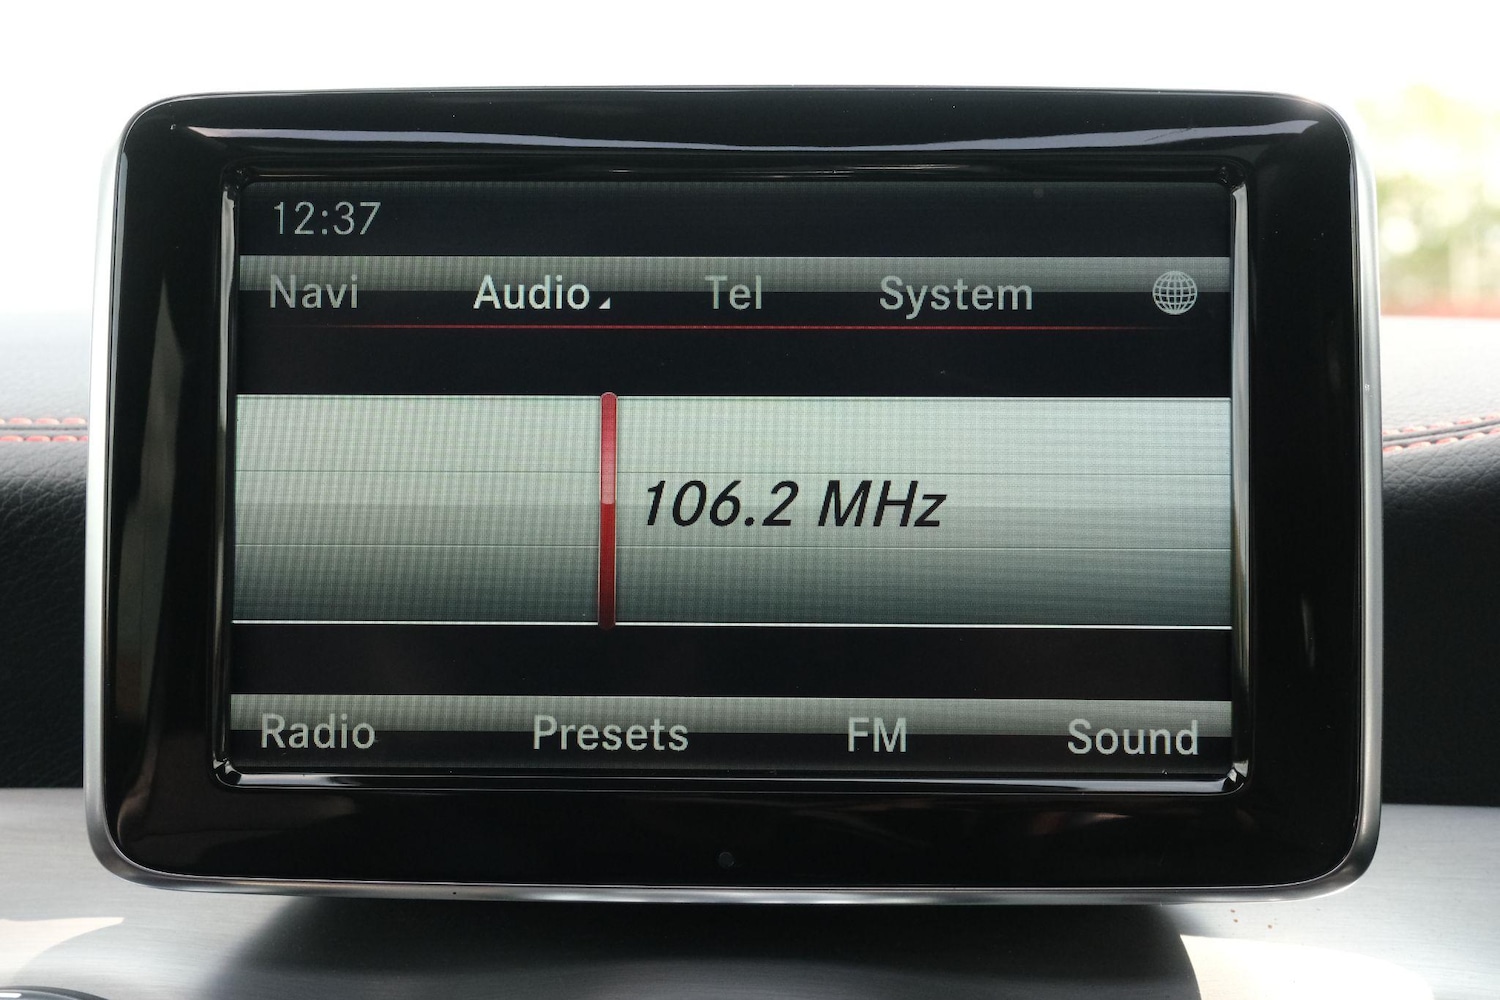 12:37
Navi Audio Tel System
106.2 MHz
Radio Presets FM Sound